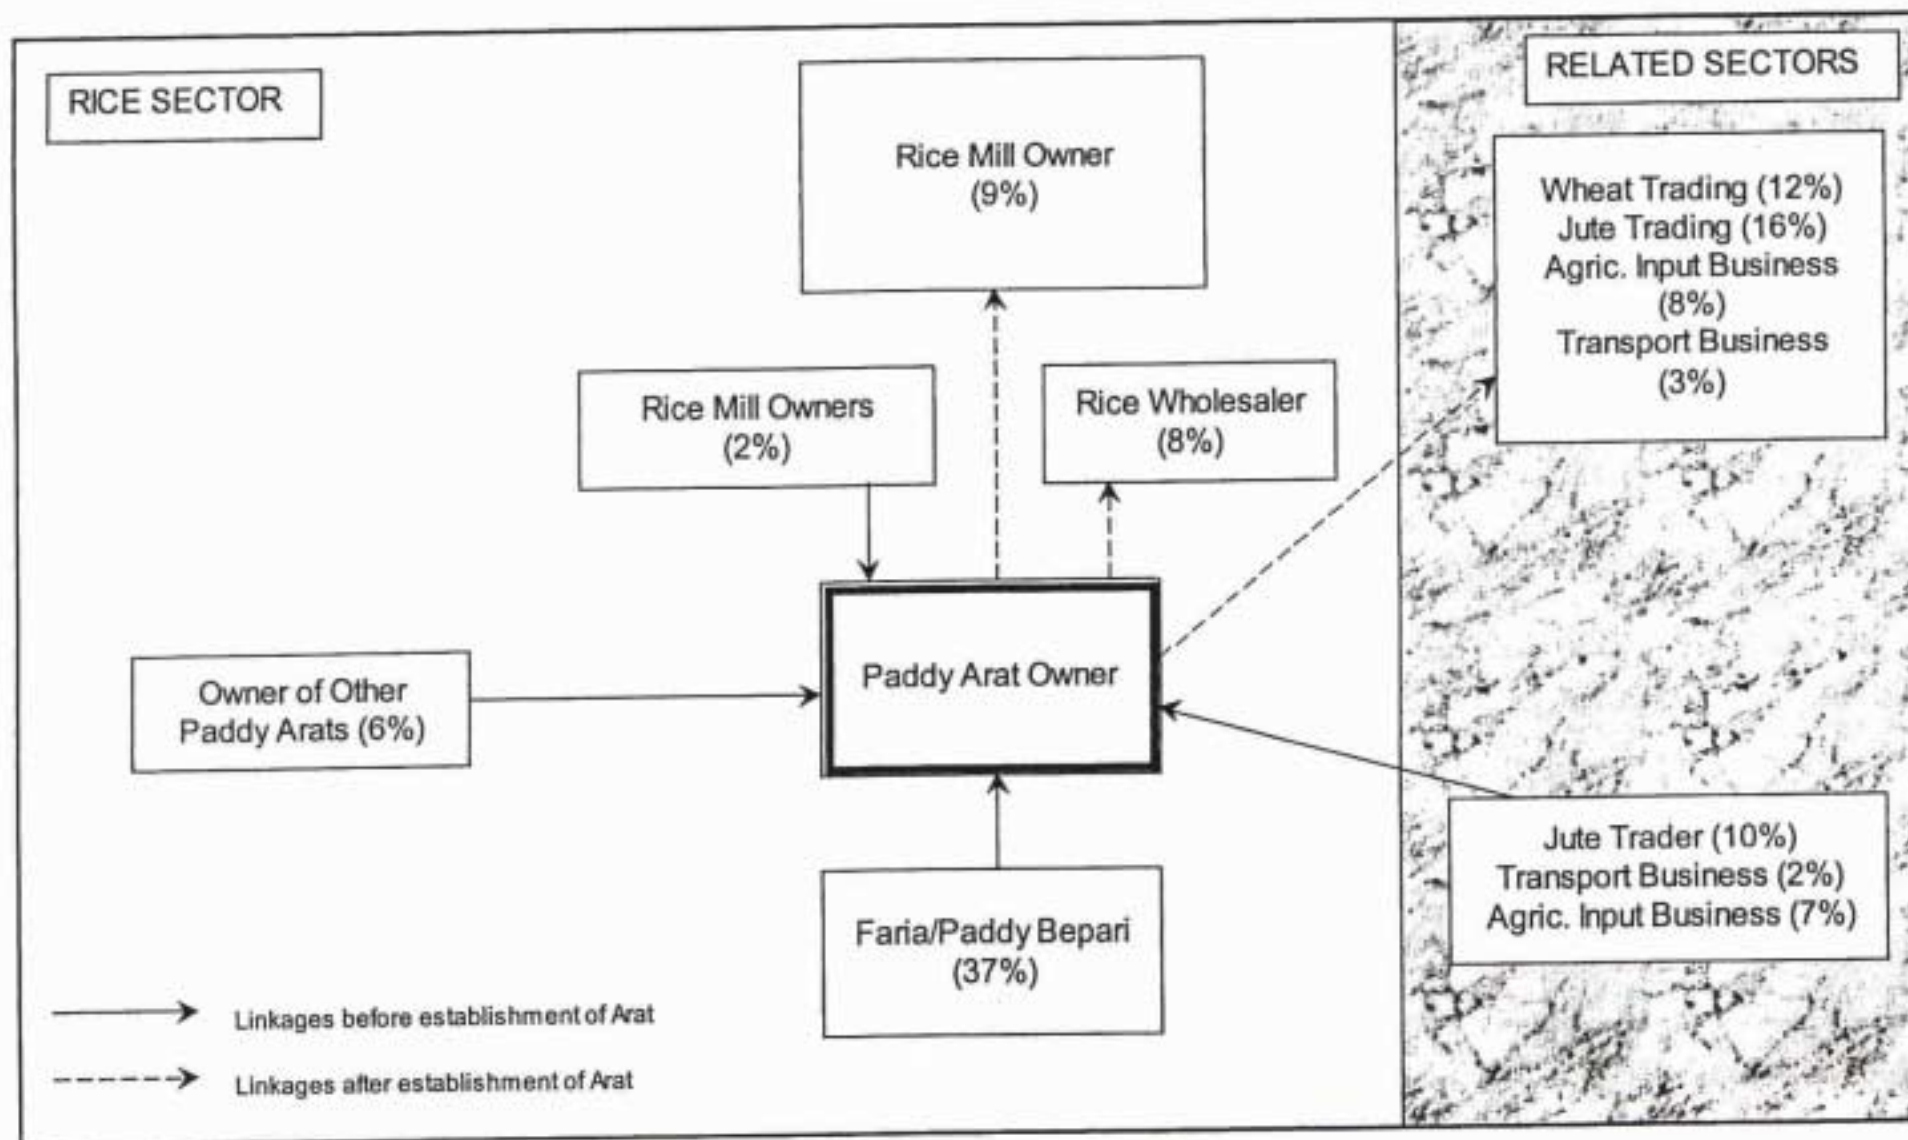 RICE SECTOR
RELATED SECTORS
Rice Mill Owner
(9%)
Wheat Trading (12%)
Jute Trading (16%)
Agric. Input Business
(8%)
Transport Business
(3%)
Rice Mill Owners
(2%)
Rice Wholesaler
(8%)
Owner of Other
Paddy Arats (6%)
Paddy Arat Owner
Jute Trader (10%)
Transport Business (2%)
Agric. Input Business (7%)
Faria/Paddy Bepari
(37%)
Linkages before establishment of Arat
Linkages after establishment of Arat